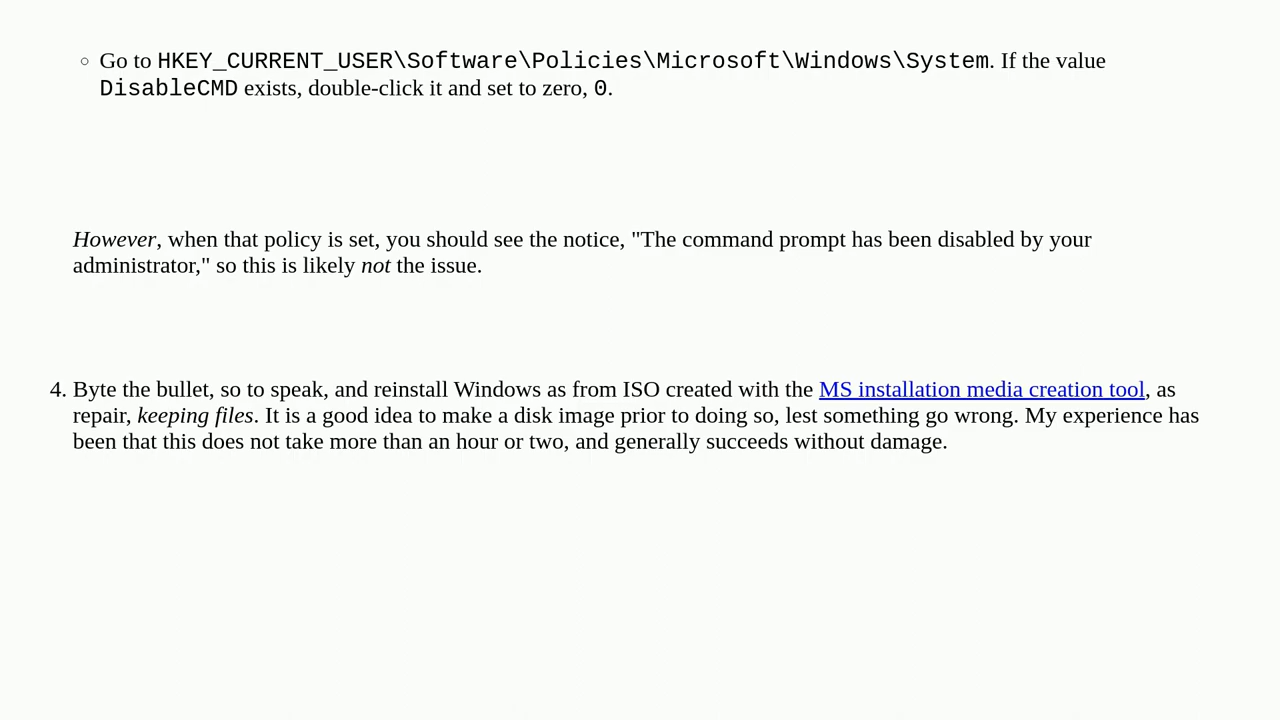 ◦ Go to HKEY_CURRENT_USER\Software\Policies\Microsoft\Windows\System. If the value
DisableCMD exists, double-click it and set to zero, 0.
However, when that policy is set, you should see the notice, "The command prompt has been disabled by your
administrator," so this is likely not the issue.
4. Byte the bullet, so to speak, and reinstall Windows as from ISO created with the MS installation media creation tool, as
repair, keeping files. It is a good idea to make a disk image prior to doing so, lest something go wrong. My experience has
been that this does not take more than an hour or two, and generally succeeds without damage.